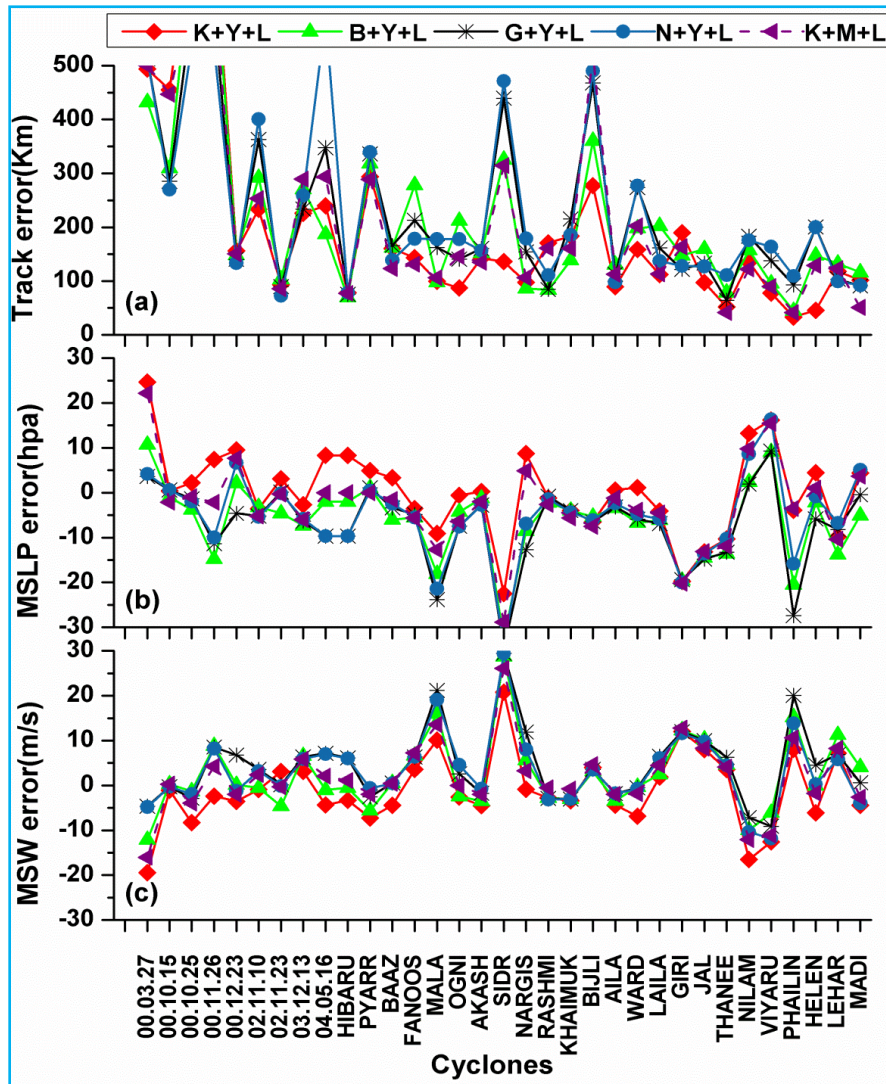 K+Y+L B+Y+L G+Y+L N+Y+L K+M+L
Track error(Km)
500
400
300
200
100
0
(a)
MSLP error(hpa)
30
20
10
0
-10
-20
-30
(b)
MSW error(m/s)
30
20
10
0
-10
-20
-30
(c)
00.03.27
00.10.15
00.10.25
00.11.26
00.12.23
02.11.10
02.11.23
03.12.13
04.05.16
HIBARU
PYARR
BAAZ
FANOOS
MALA
OGNI
AKASH
SIDR
NARGIS
RASHMI
KHAIMUK
BIJLI
AILA
WARD
LAILA
GIRI
JAL
THANEE
NILAM
VIYARU
PHAILIN
HELEN
LEHAR
MADI
Cyclones